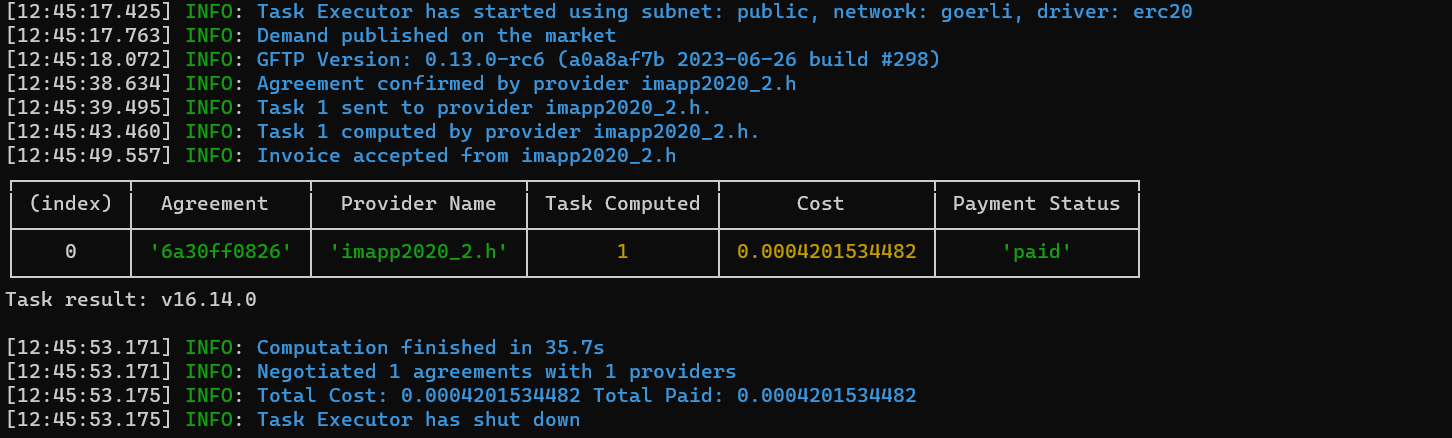 [12:45:17.425] INFO: Task Executor has started using subnet: public, network: goerli, driver: erc20
[12:45:17.763] INFO: Demand published on the market
[12:45:18.072] INFO: GFTP Version: 0.13.0-rc6 (a0a8af7b 2023-06-26 build #298)
[12:45:38.634] INFO: Agreement confirmed by provider imapp2020_2.h
[12:45:39.495] INFO: Task 1 sent to provider imapp2020_2.h.
[12:45:43.460] INFO: Task 1 computed by provider imapp2020_2.h.
[12:45:49.557] INFO: Invoice accepted from imapp2020_2.h
(index) Agreement Provider Name Task Computed Cost Payment Status
0 '6a30ff0826' 'imapp2020_2.h' 1 0.0004201534482 'paid'
Task result: v16.14.0
[12:45:53.171] INFO: Computation finished in 35.7s
[12:45:53.171] INFO: Negotiated 1 agreements with 1 providers
[12:45:53.175] INFO: Total Cost: 0.0004201534482 Total Paid: 0.0004201534482
[12:45:53.175] INFO: Task Executor has shut down